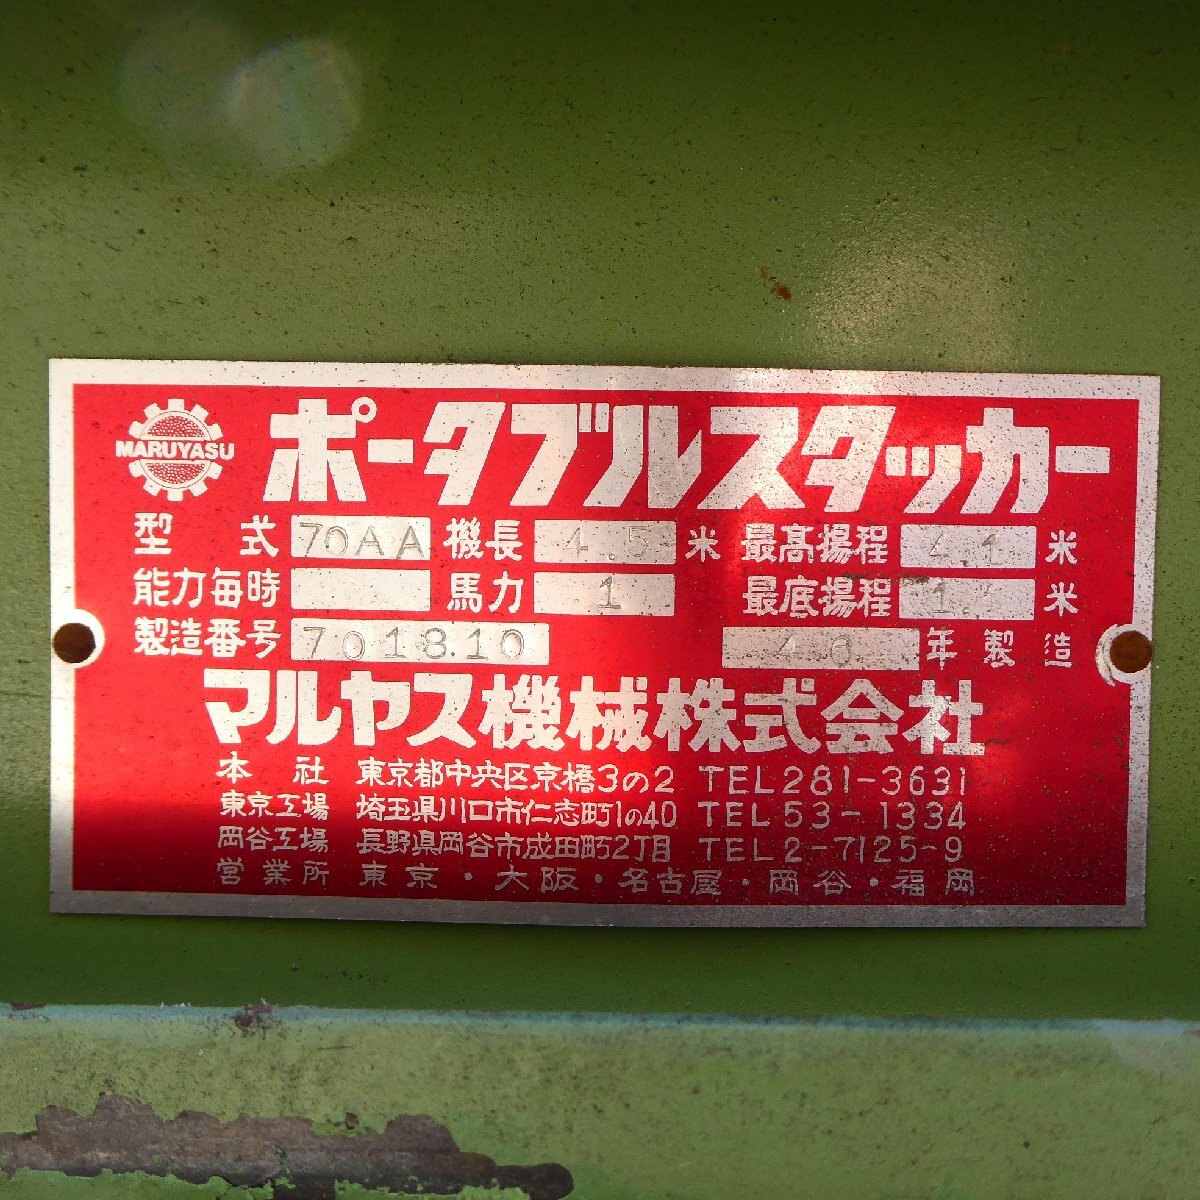 MARUYASU ポータブルスタッカー
型式 70AA 機長 4.5米 最高揚程 米
能力毎時 馬力 1 最底揚程 米
製造番号 7018.10 年製造
マルヤス機械株式会社
本社 東京都中央区京橋3の2 TEL281-3631
東京工場 埼玉県川口市仁志町1の40 TEL53-1334
岡谷工場 長野県岡谷市成田町2丁目 TEL2-7125-9
営業所 東京・大阪・名古屋・岡谷・福岡